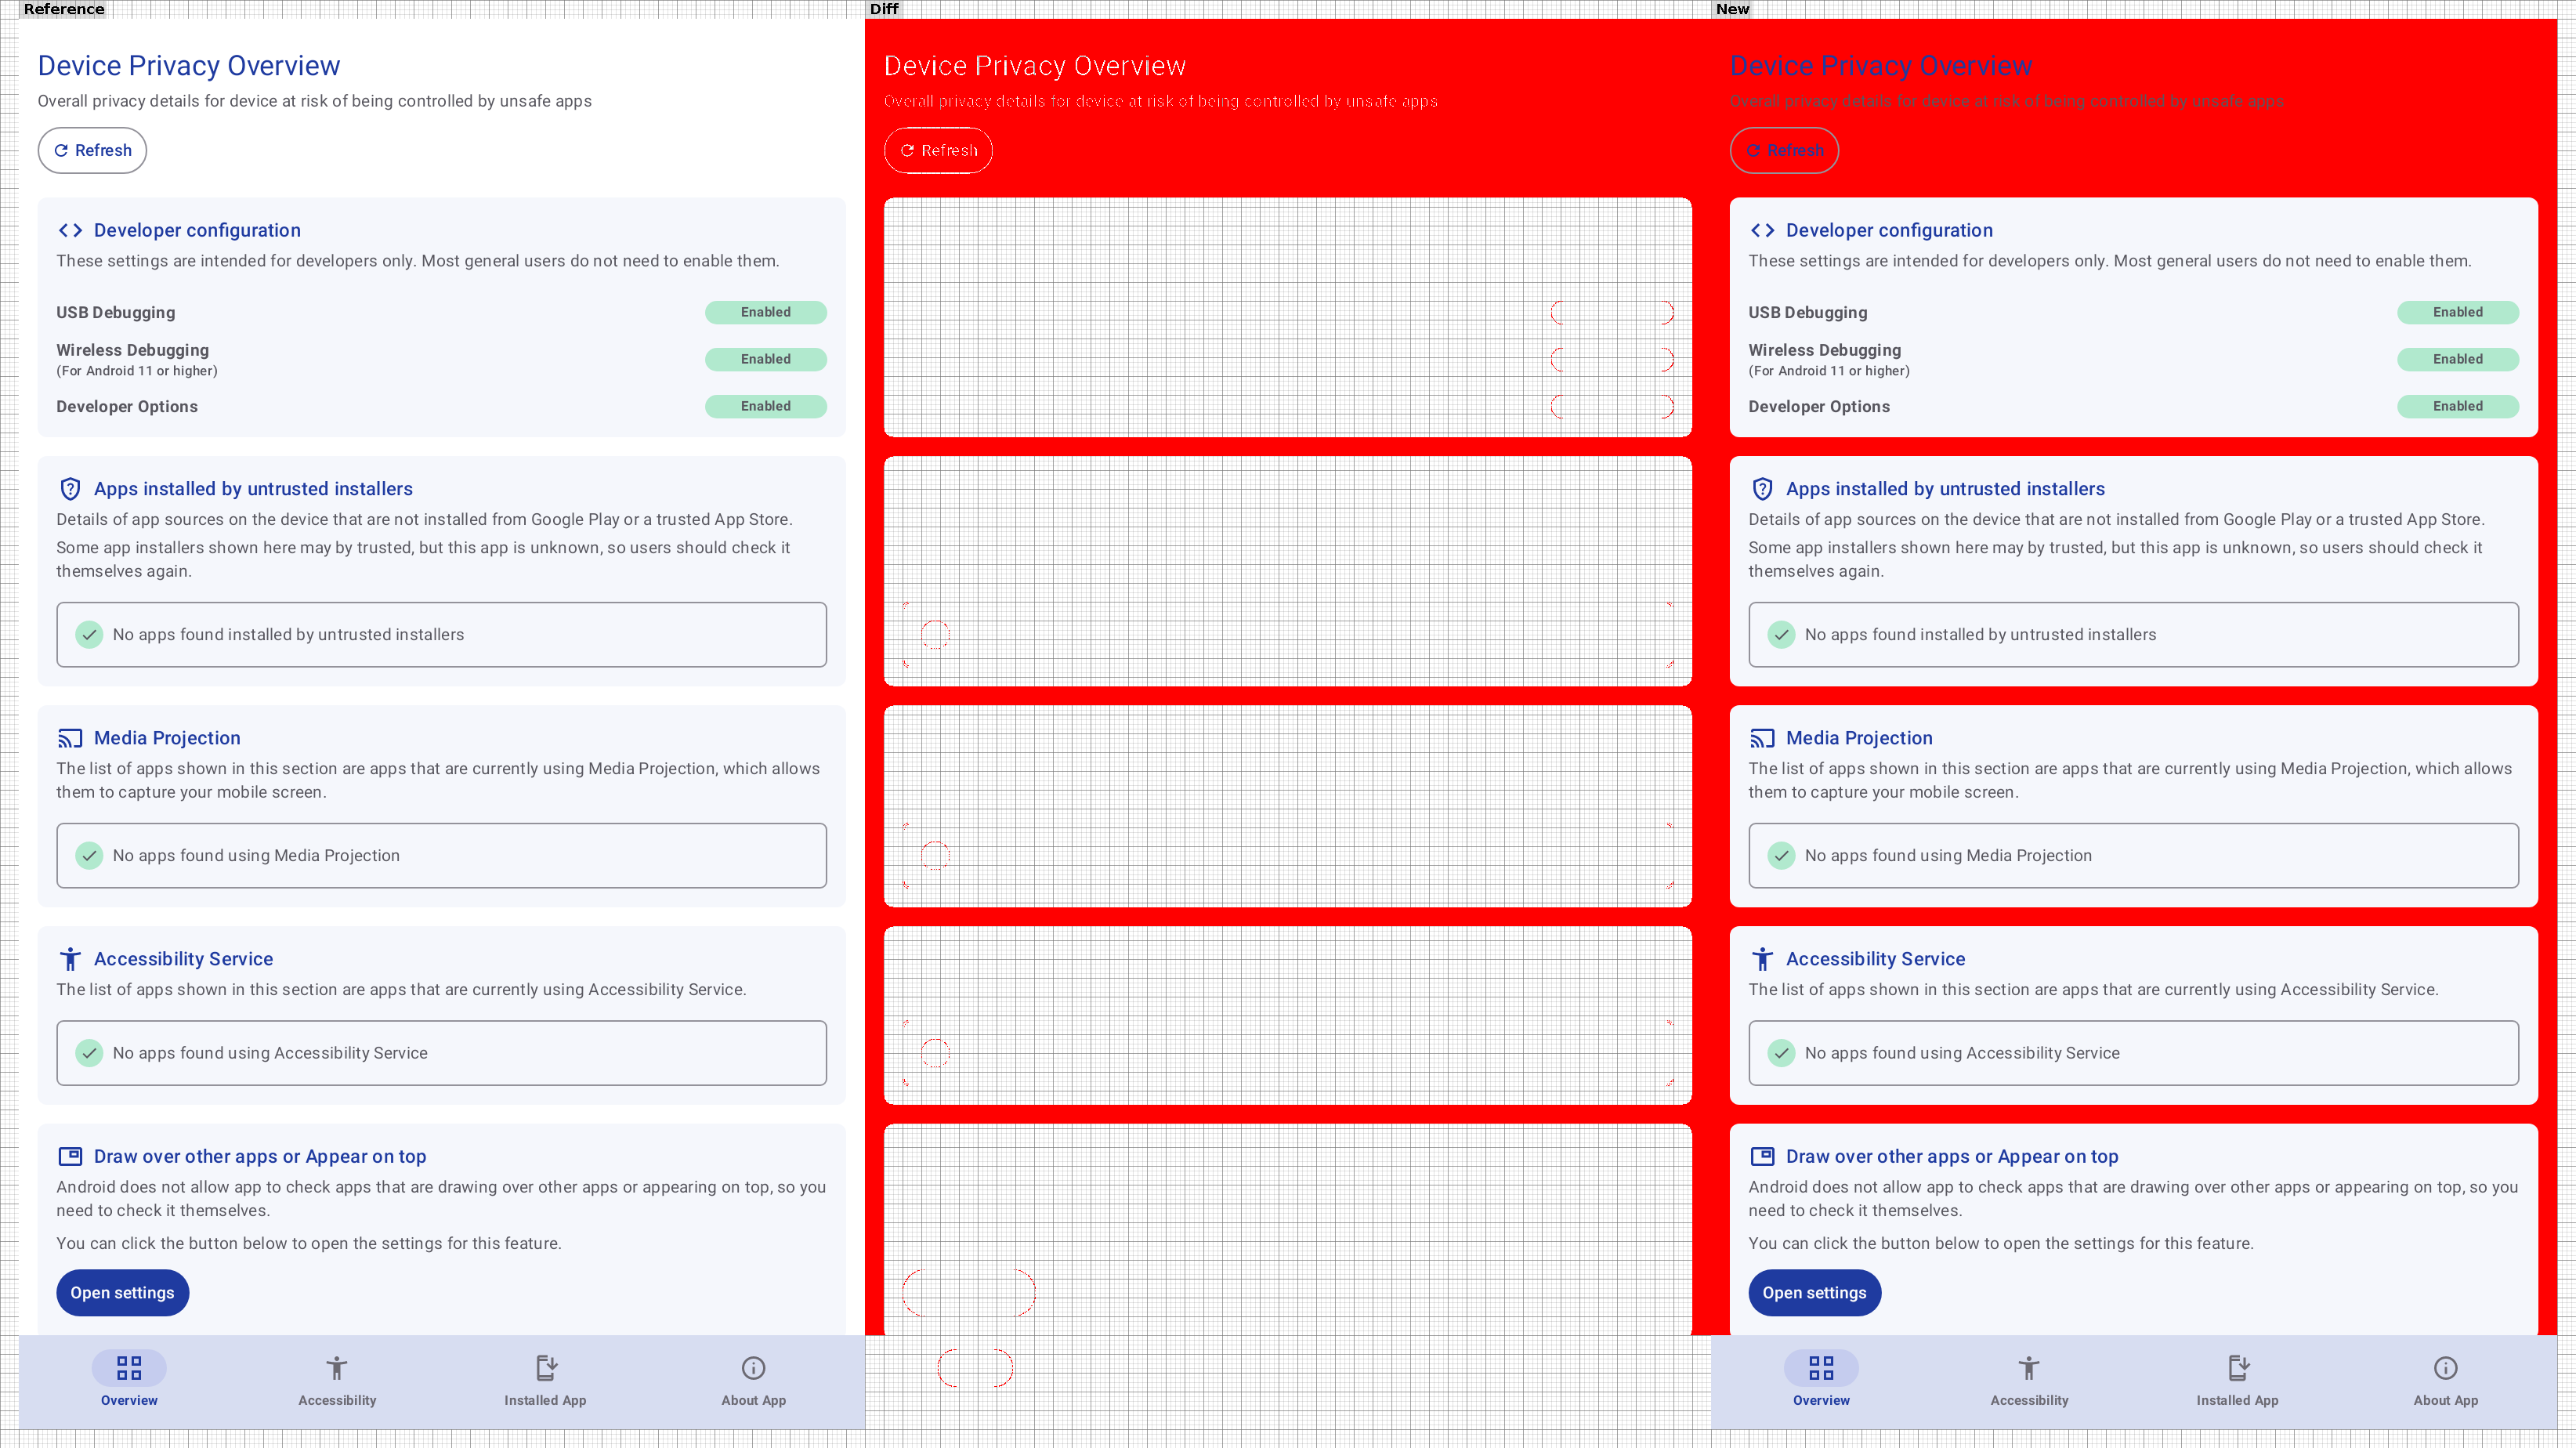 Reference
Device Privacy Overview
Overall privacy details for device at risk of being controlled by unsafe apps
Refresh
Developer configuration
These settings are intended for developers only. Most general users do not need to enable them.
USB Debugging
Enabled
Wireless Debugging
(For Android 11 or higher)
Enabled
Developer Options
Enabled
Apps installed by untrusted installers
Details of app sources on the device that are not installed from Google Play or a trusted App Store.
Some app installers shown here may by trusted, but this app is unknown, so users should check it
themselves again.
No apps found installed by untrusted installers
Media Projection
The list of apps shown in this section are apps that are currently using Media Projection, which allows
them to capture your mobile screen.
No apps found using Media Projection
Accessibility Service
The list of apps shown in this section are apps that are currently using Accessibility Service.
No apps found using Accessibility Service
Draw over other apps or Appear on top
Android does not allow app to check apps that are drawing over other apps or appearing on top, so you
need to check it themselves.
You can click the button below to open the settings for this feature.
Open settings
Overview
Accessibility
Installed App
About App
Diff
Device Privacy Overview
Overall privacy details for device at risk of being controlled by unsafe apps
Refresh
New
Device Privacy Overview
Overall privacy details for device at risk of being controlled by unsafe apps
Refresh
Developer configuration
These settings are intended for developers only. Most general users do not need to enable them.
USB Debugging
Enabled
Wireless Debugging
(For Android 11 or higher)
Enabled
Developer Options
Enabled
Apps installed by untrusted installers
Details of app sources on the device that are not installed from Google Play or a trusted App Store.
Some app installers shown here may by trusted, but this app is unknown, so users should check it
themselves again.
No apps found installed by untrusted installers
Media Projection
The list of apps shown in this section are apps that are currently using Media Projection, which allows
them to capture your mobile screen.
No apps found using Media Projection
Accessibility Service
The list of apps shown in this section are apps that are currently using Accessibility Service.
No apps found using Accessibility Service
Draw over other apps or Appear on top
Android does not allow app to check apps that are drawing over other apps or appearing on top, so you
need to check it themselves.
You can click the button below to open the settings for this feature.
Open settings
Overview
Accessibility
Installed App
About App